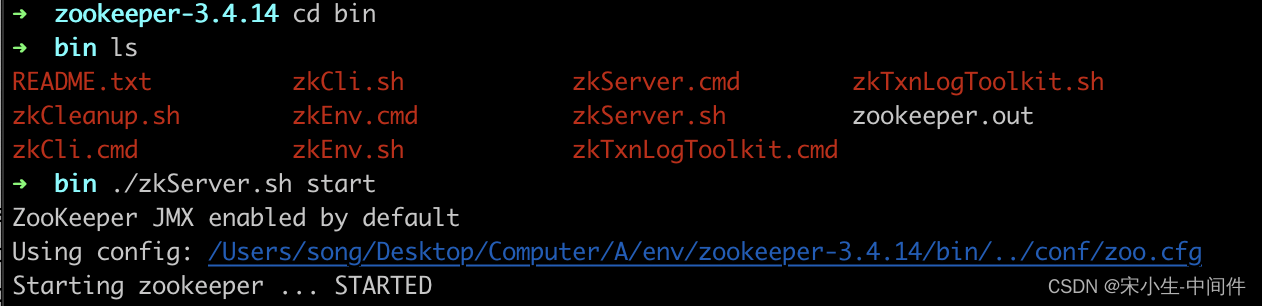 ➜ zookeeper-3.4.14 cd bin
➜ bin ls
README.txt zkCli.sh zkServer.cmd zkTxnLogToolkit.sh
zkCleanup.sh zkEnv.cmd zkServer.sh zookeeper.out
zkCli.cmd zkEnv.sh zkTxnLogToolkit.cmd
➜ bin ./zkServer.sh start
ZooKeeper JMX enabled by default
Using config: /Users/song/Desktop/Computer/A/env/zookeeper-3.4.14/bin/../conf/zoo.cfg
Starting zookeeper ... STARTED
CSDN @宋小生-中间件